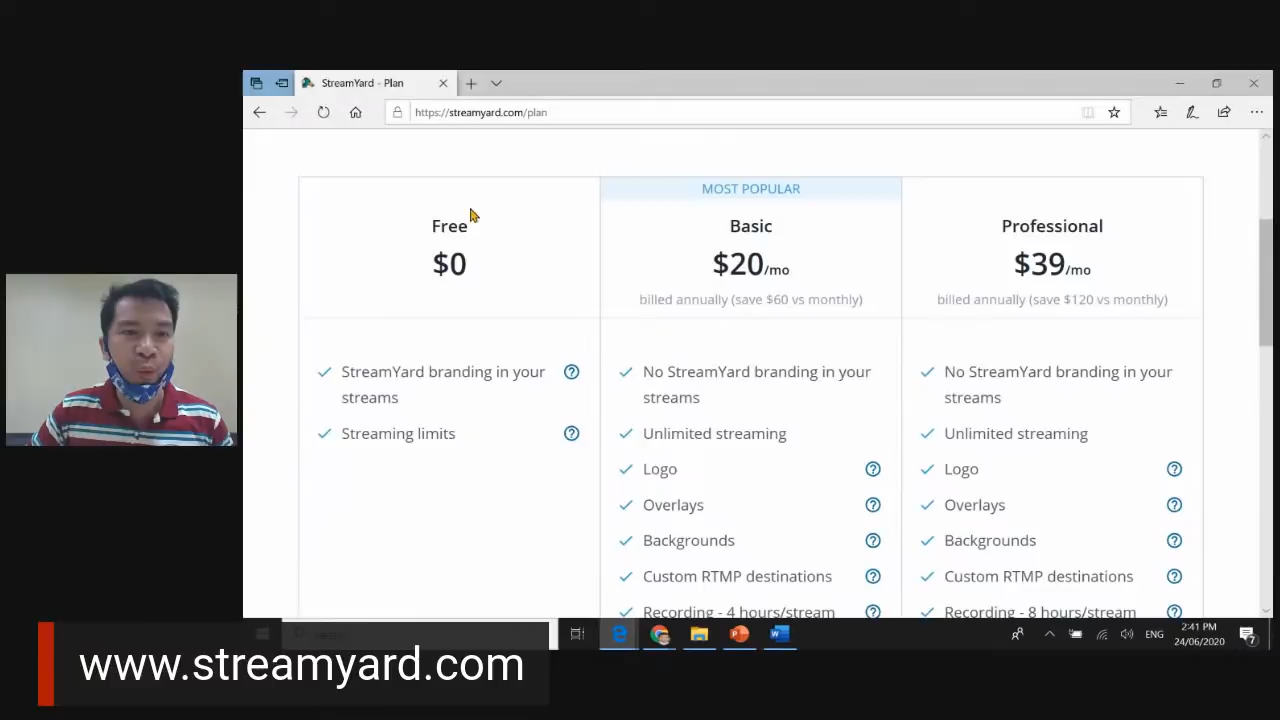 StreamYard - Plan
https://streamyard.com/plan
MOST POPULAR
Free
Basic
Professional
$0
$20/mo
$39/mo
billed annually (save $60 vs monthly)
billed annually (save $120 vs monthly)
StreamYard branding in your
streams
Streaming limits
No StreamYard branding in your
streams
Unlimited streaming
Logo
Overlays
Backgrounds
Custom RTMP destinations
Recording - 4 hours/stream
No StreamYard branding in your
streams
Unlimited streaming
Logo
Overlays
Backgrounds
Custom RTMP destinations
Recording - 8 hours/stream
ENG
2:41 PM
24/06/2020
7
www.streamyard.com